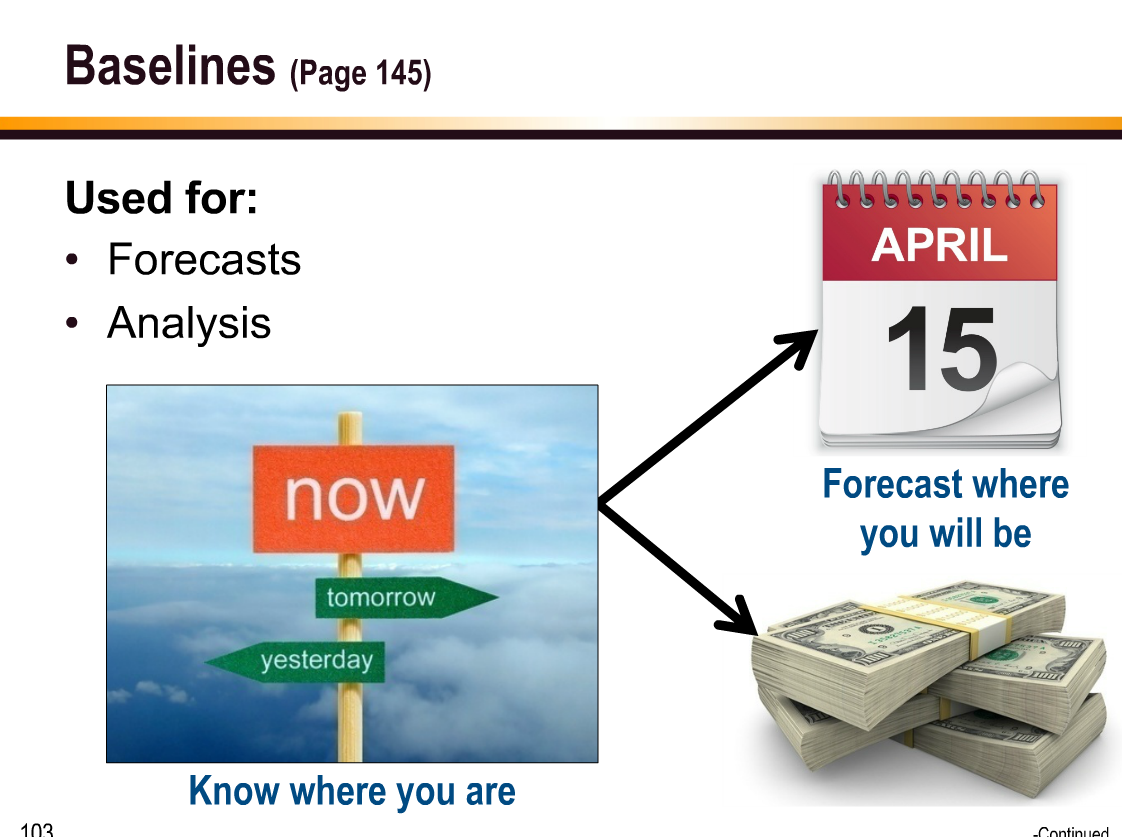 Baselines (Page 145)
Used for:
• Forecasts
• Analysis
APRIL
15
now
tomorrow
yesterday
Forecast where
you will be
Know where you are
103
-Continued